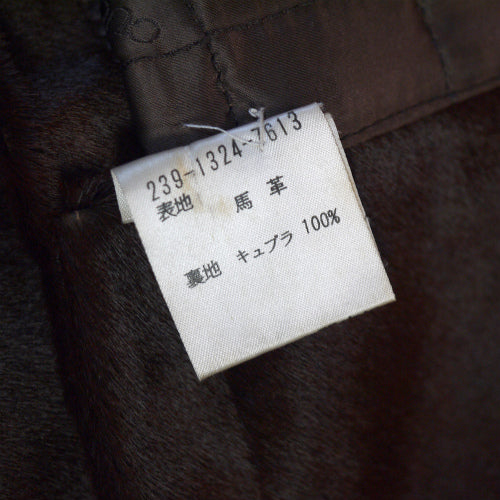 239-1324-7613
表地 馬革
裏地 キュプラ 100%